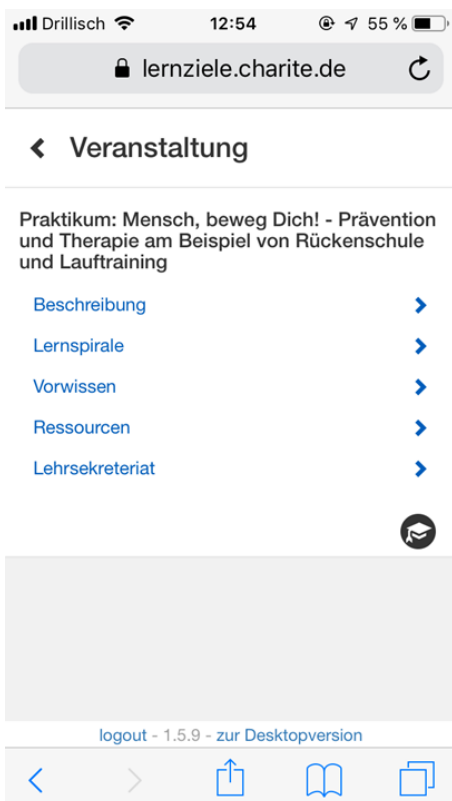 Drillisch 12:54 55 %
lernziele.charite.de
Veranstaltung
Praktikum: Mensch, beweg Dich! - Prävention
und Therapie am Beispiel von Rückenschule
und Lauftraining
Beschreibung
Lernspirale
Vorwissen
Ressourcen
Lehrsekreteriat
logout - 1.5.9 - zur Desktopversion